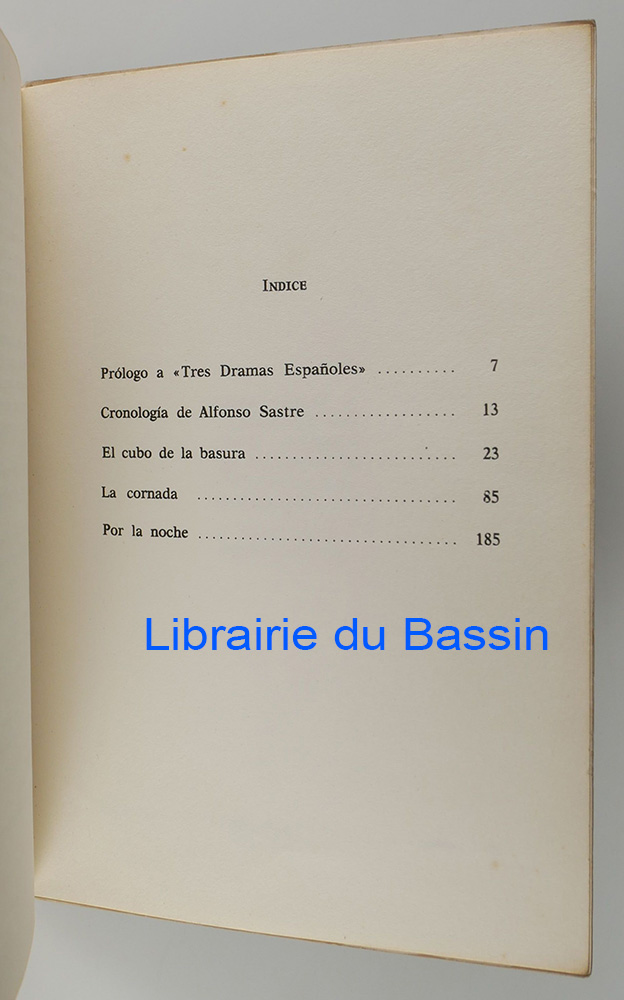 INDICE
Prólogo a «Tres Dramas Españoles» .......... 7
Cronología de Alfonso Sastre .................... 13
El cubo de la basura ............................. 23
La cornada .................................... 85
Por la noche .................................... 185
Librairie du Bassin